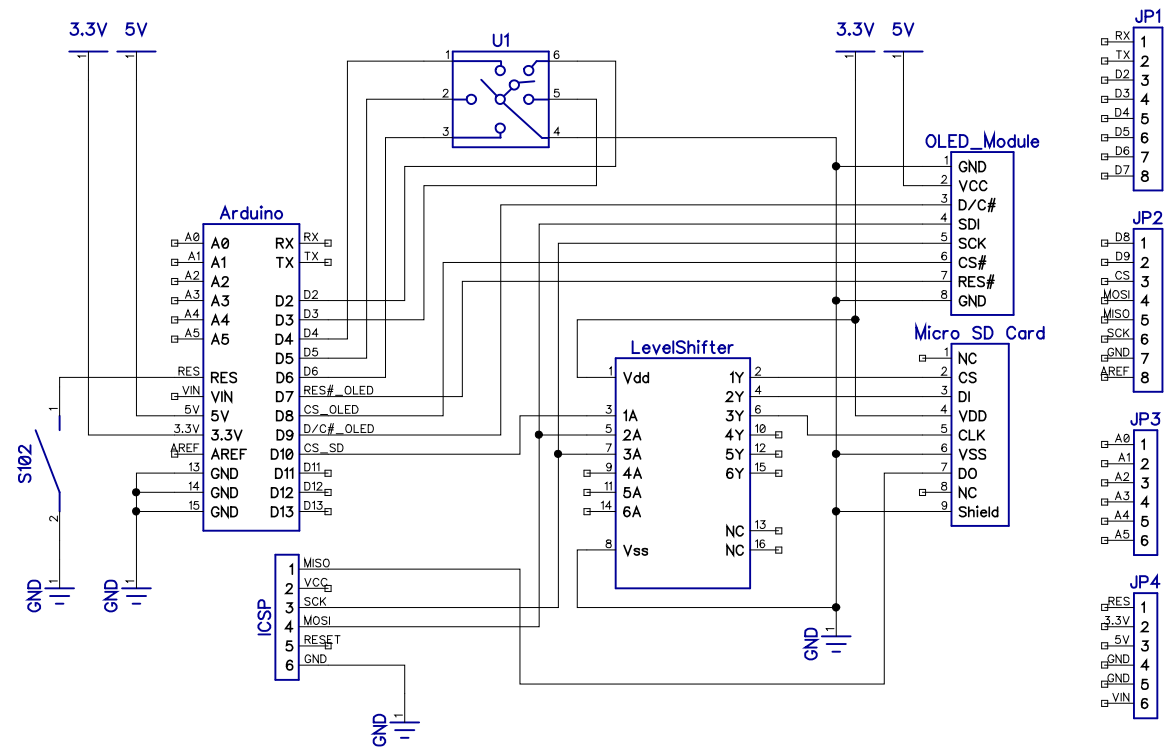 3.3V 5V
1 1
U1
1 6
2 5
3 4
3.3V 5V
1 1
OLED_Module
1 GND
2 VCC
3 D/C#
4 SDI
5 SCK
6 CS#
7 RES#
8 GND
Arduino
A0 A0 RX RX
A1 A1 TX TX
A2 A2
A3 A3 D2 D2
A4 A4 D3 D3
A5 A5 D4 D4
D5 D5
RES RES D6 D6
VIN VIN D7 RES#_OLED
5V 5V D8 CS_OLED
3.3V 3.3V D9 D/C#_OLED
AREF AREF D10 CS_SD
13 GND D11 D11
14 GND D12 D12
15 GND D13 D13
S102
1
2
GND 1
GND 1
LevelShifter
1 Vdd 1Y 2
2Y 4
3 1A 3Y 6
5 2A 4Y 10
7 3A 5Y 12
9 4A 6Y 15
11 5A
14 6A
NC 13
8 Vss NC 16
Micro SD Card
1 NC
2 CS
3 DI
4 VDD
5 CLK
6 VSS
7 DO
8 NC
9 Shield
GND 1
ICSP
1 MISO
2 VCC
3 SCK
4 MOSI
5 RESET
6 GND
GND 1
JP1
RX 1
TX 2
D2 3
D3 4
D4 5
D5 6
D6 7
D7 8
JP2
D8 1
D9 2
CS 3
MOSI 4
MISO 5
SCK 6
GND 7
AREF 8
JP3
A0 1
A1 2
A2 3
A3 4
A4 5
A5 6
JP4
RES 1
3.3V 2
5V 3
GND 4
GND 5
VIN 6